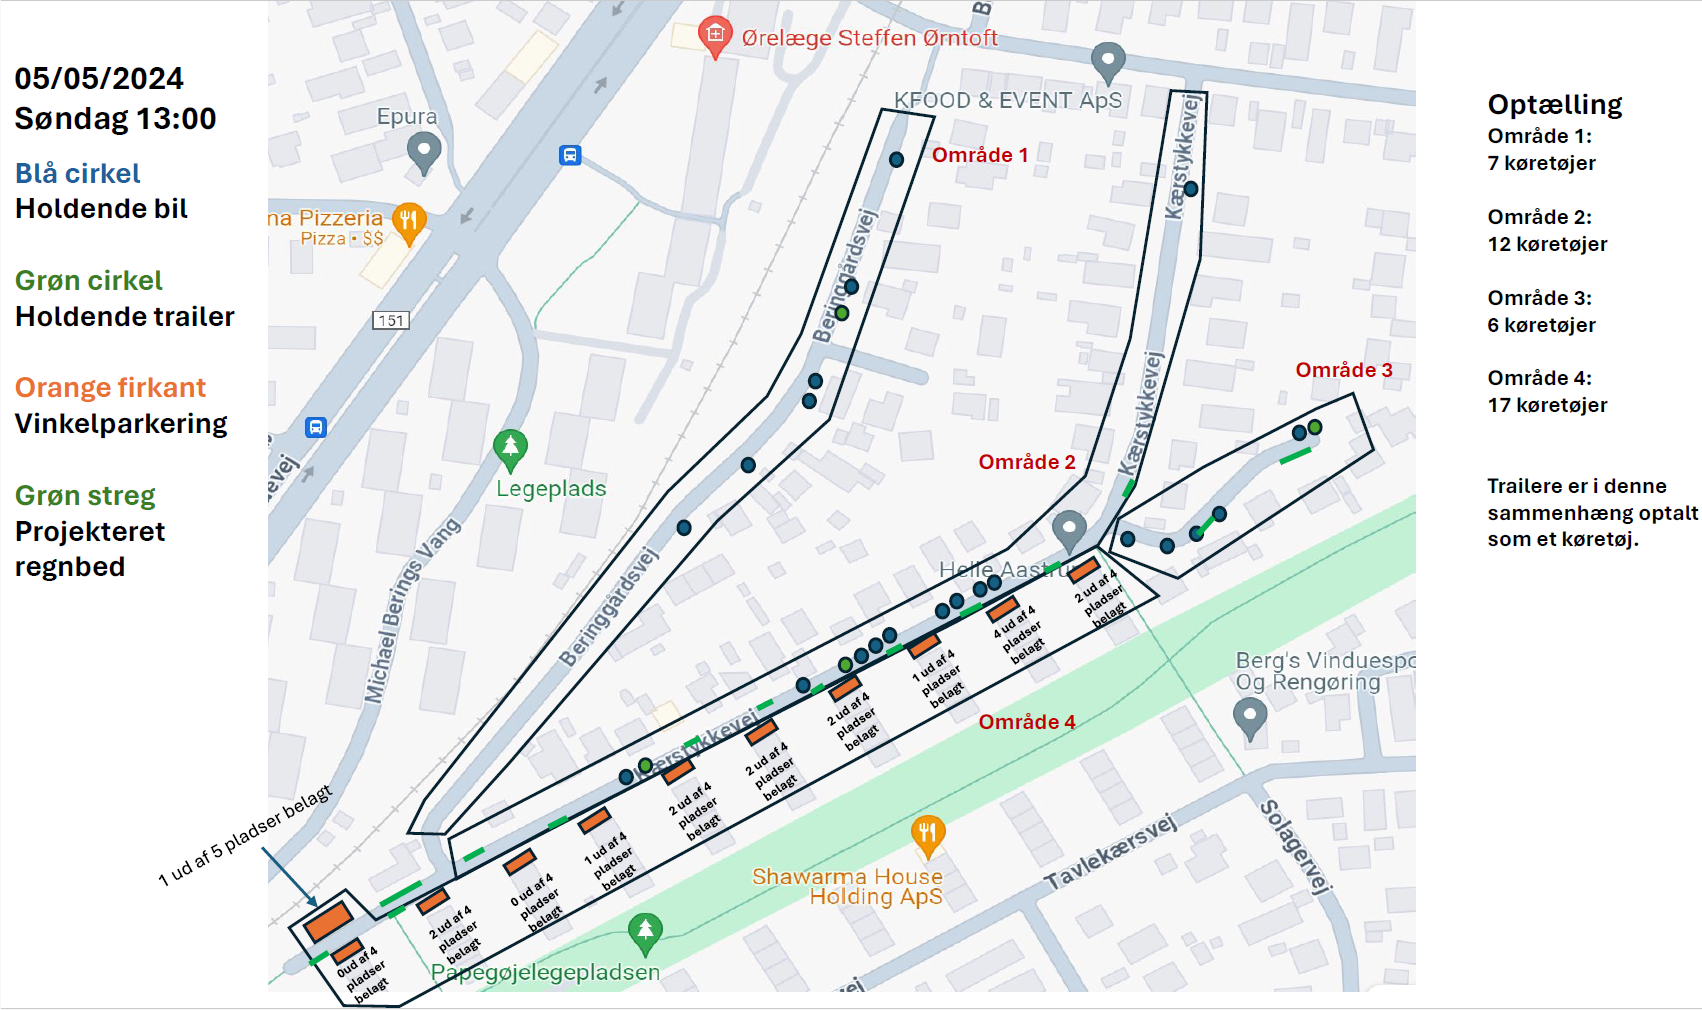 05/05/2024
Søndag 13:00
Blå cirkel
Holdende bil
Grøn cirkel
Holdende trailer
Orange firkant
Vinkelparkering
Grøn streg
Projekteret
regnbed
Ørelæge Steffen Ørntoft
KFOOD & EVENT ApS
Epura
na Pizzeria
Pizza • $$
151
evej
Legeplads
Michael Berings Vang
Beringgårdsvej
Beringgårdsvej
Kærstykkevej
Kærstykkevej
Kærstykkevej
Område 1
Område 2
Område 3
Område 4
Helle Aastru
Berg's Vinduespo
Og Rengøring
Shawarma House
Holding ApS
Papegøjelegepladsen
Tavlekærsvej
Solagervej
vej
1 ud af 5 pladser belagt
0ud af 4
pladser
belagt
2 ud af 4
pladser
belagt
0 ud af 4
pladser
belagt
1 ud af 4
pladser
belagt
2 ud af 4
pladser
belagt
2 ud af 4
pladser
belagt
2 ud af 4
pladser
belagt
1 ud af 4
pladser
belagt
4 ud af 4
pladser
belagt
2 ud af 4
pladser
belagt
Optælling
Område 1:
7 køretøjer
Område 2:
12 køretøjer
Område 3:
6 køretøjer
Område 4:
17 køretøjer
Trailere er i denne
sammenhæng optalt
som et køretøj.